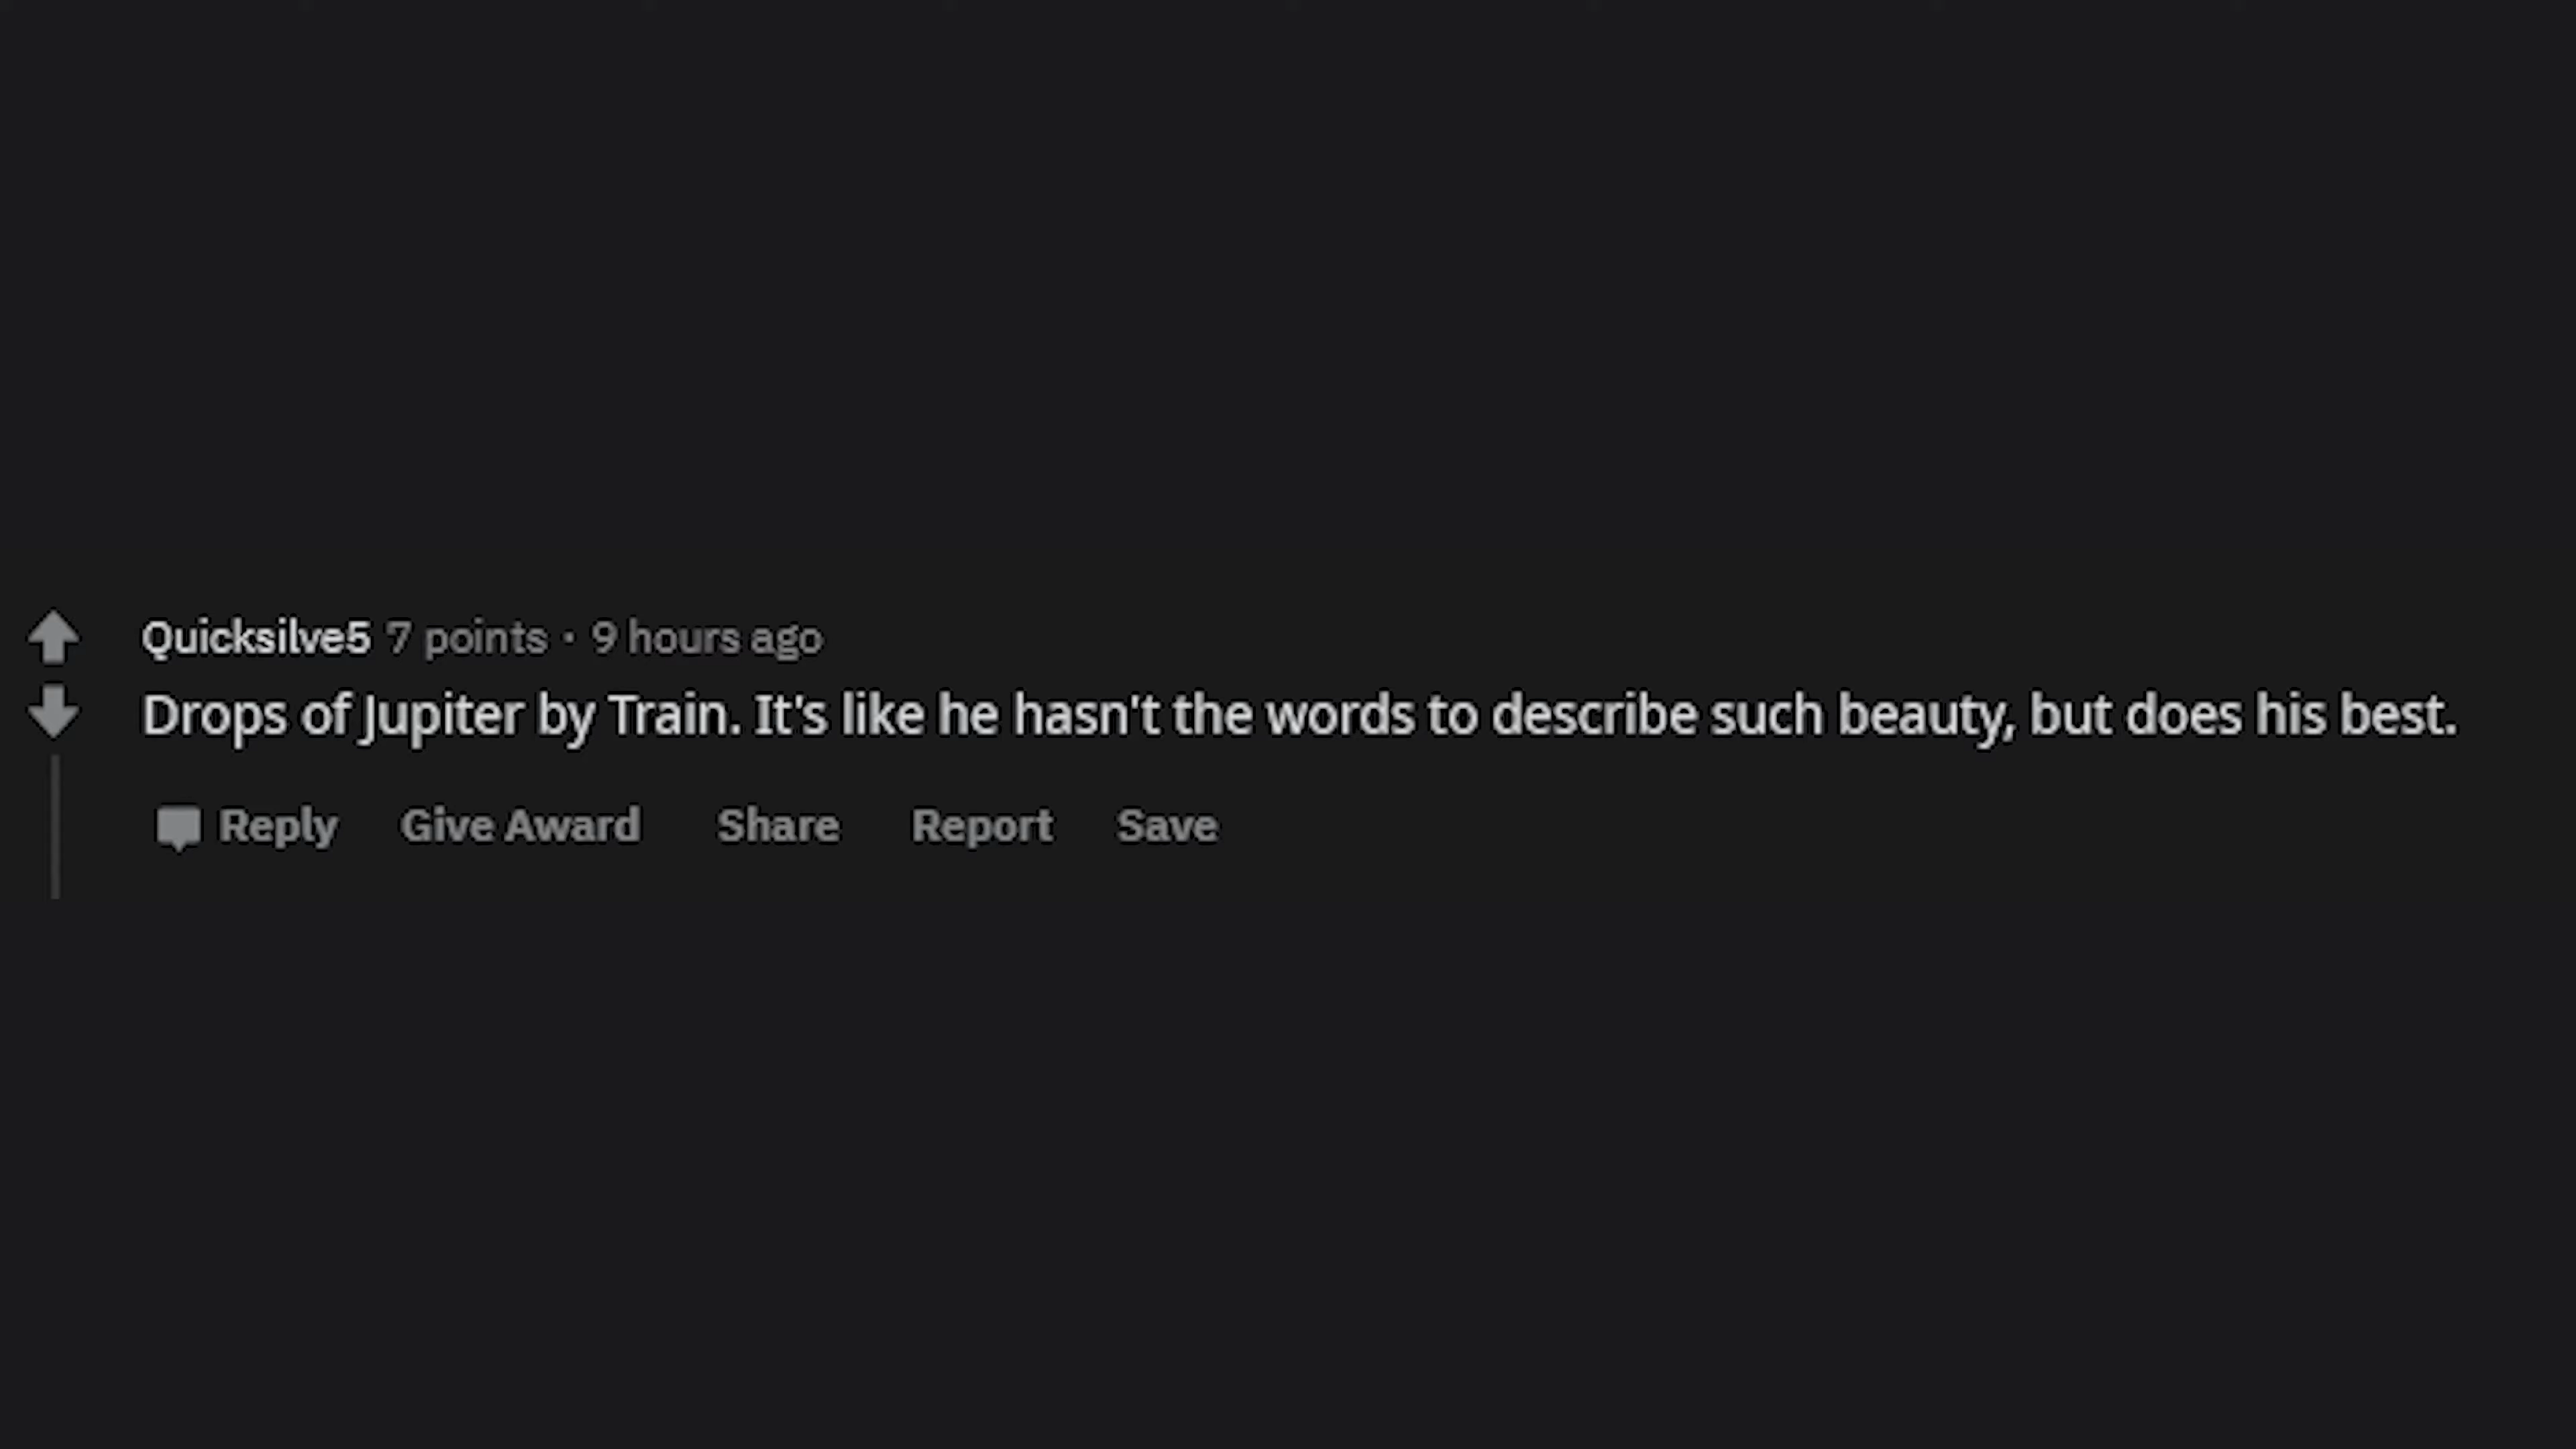 Quicksilve5 7 points · 9 hours ago
Drops of Jupiter by Train. It's like he hasn't the words to describe such beauty, but does his best.
Reply Give Award Share Report Save